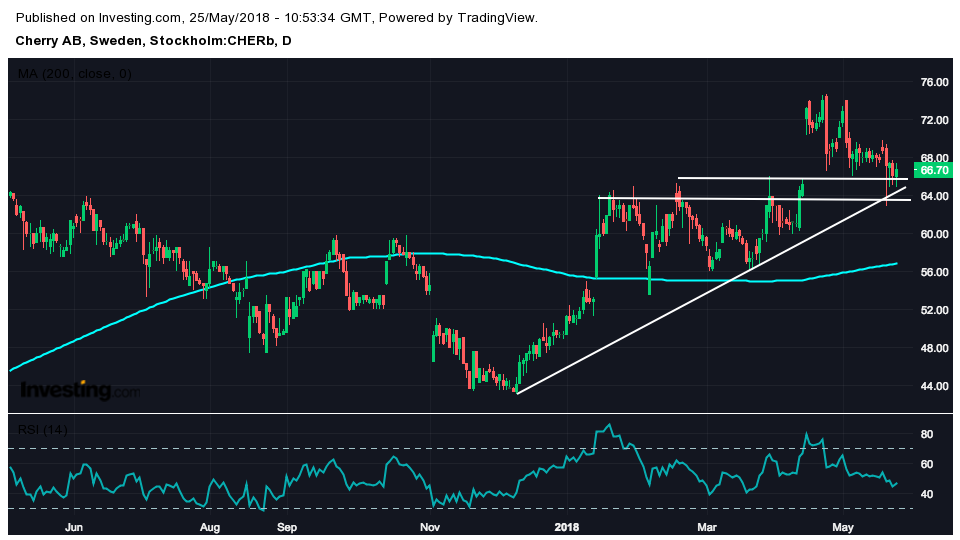 Published on Investing.com, 25/May/2018 - 10:53:34 GMT, Powered by TradingView.
Cherry AB, Sweden, Stockholm:CHERb, D
MA (200, close, 0)
76.00
72.00
68.00
66.70
64.00
60.00
56.00
52.00
48.00
44.00
Investing.com
RSI (14)
80
60
40
Jun Aug Sep Nov 2018 Mar May